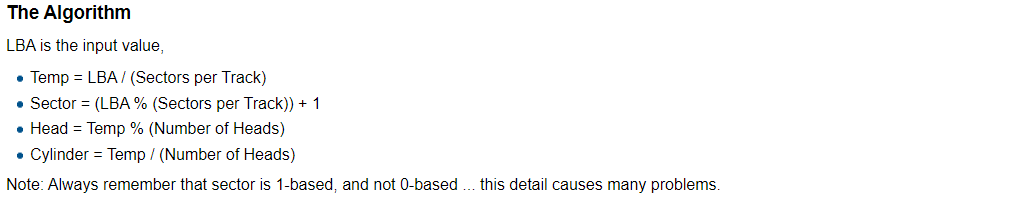 The Algorithm
LBA is the input value,
• Temp = LBA / (Sectors per Track)
• Sector = (LBA % (Sectors per Track)) + 1
• Head = Temp % (Number of Heads)
• Cylinder = Temp / (Number of Heads)
Note: Always remember that sector is 1-based, and not 0-based ... this detail causes many problems.